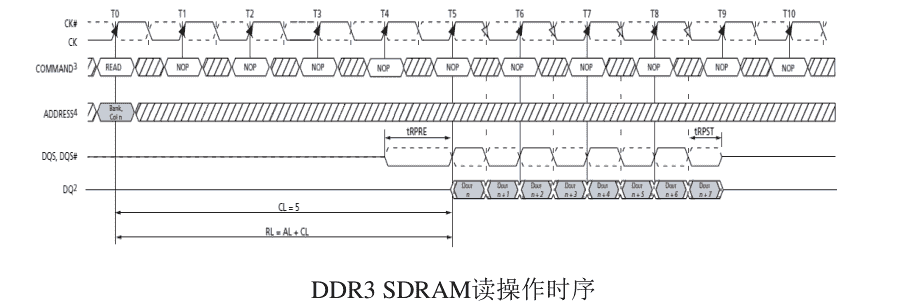 T0 T1 T2 T3 T4 T5 T6 T7 T8 T9 T10
CK#
CK
COMMAND3 READ NOP NOP NOP NOP NOP NOP NOP NOP NOP NOP
ADDRESS4 Bank,
Col n
tRPRE tRPST
DQS, DQS#
DQ2 Dout Dout Dout Dout Dout Dout Dout Dout
n n + 1 n + 2 n + 3 n + 4 n + 5 n + 6 n + 7
CL = 5
RL = AL + CL
DDR3 SDRAM读操作时序